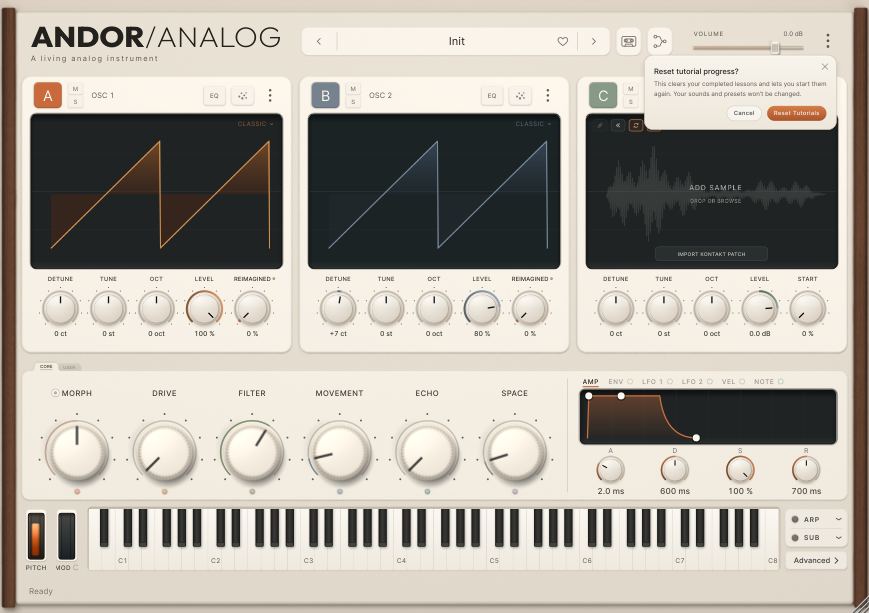 ANDOR/ANALOG
A living analog instrument
Init
VOLUME 0.0 dB
Reset tutorial progress?
This clears your completed lessons and lets you start them
again. Your sounds and presets won't be changed.
Cancel Reset Tutorials
A M S OSC 1 EQ
B M S OSC 2 EQ
C M S
CLASSIC
CLASSIC
ADD SAMPLE
DROP OR BROWSE
IMPORT KONTAKT PATCH
DETUNE TUNE OCT LEVEL REIMAGINED
0 ct 0 st 0 oct 100 % 0 %
DETUNE TUNE OCT LEVEL REIMAGINED
+7 ct 0 st 0 oct 80 % 0 %
DETUNE TUNE OCT LEVEL START
0 ct 0 st 0 oct 0.0 dB 0 %
CORE
MORPH DRIVE FILTER MOVEMENT ECHO SPACE
AMP ENV LFO 1 LFO 2 VEL NOTE
A D S R
2.0 ms 600 ms 100 % 700 ms
C1 C2 C3 C4 C5 C6 C7 C8
PITCH MOD
ARP
SUB
Advanced
Ready